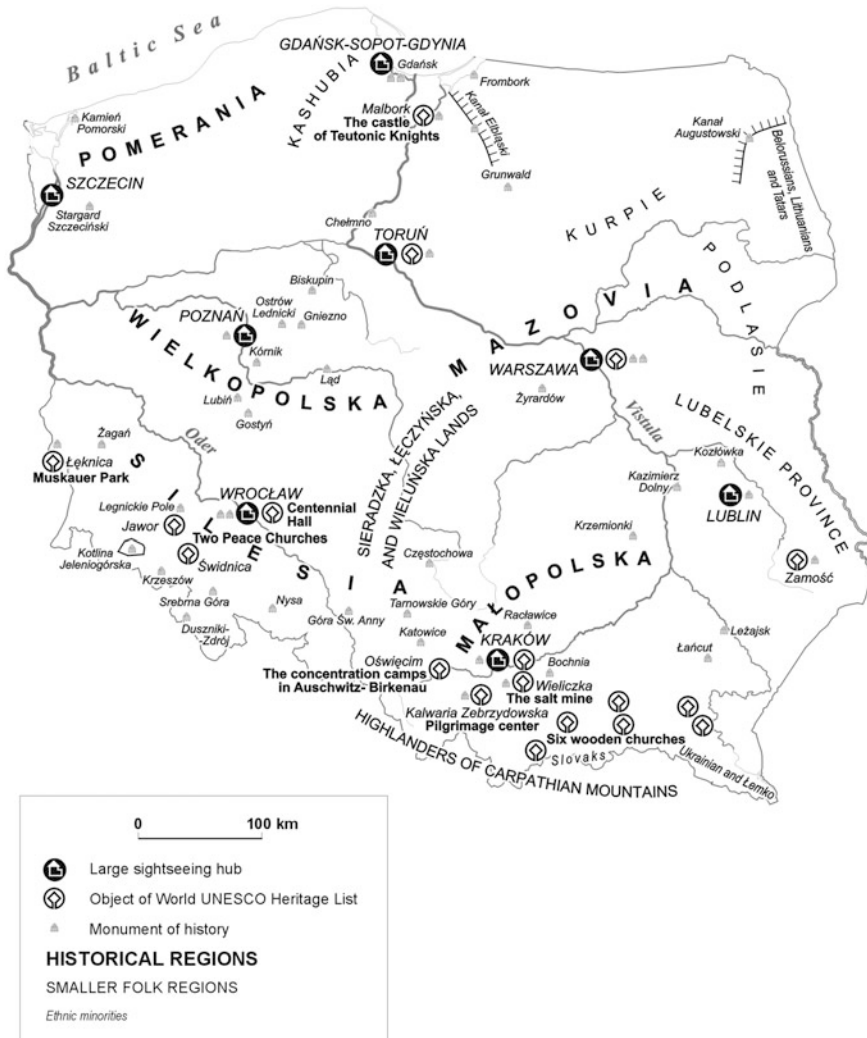 Baltic Sea
GDAŃSK-SOPOT-GDYNIA
Gdańsk
KASHUBIA
Frombork
Kamień
Pomorski
POMERANIA
Malbork
The castle
of Teutonic Knights
Kanał Elbląski
Kanał
Augustowski
Belorussians, Lithuanians
and Tatars
SZCZECIN
Stargard
Szczeciński
Grunwald
Chełmno
TORUŃ
KURPIE
PODLASIE
Biskupin
Ostrów
Lednicki
Gniezno
POZNAŃ
Kórnik
WIELKOPOLSKA
MAZOVIA
WARSZAWA
Żyrardów
Ląd
Lubiń
Gostyń
Vistula
LUBELSKIE PROVINCE
SIERADZKA, ŁĘCZYŃSKA,
AND WIELUŃSKA LANDS
Oder
Żagań
Łęknica
Muskauer Park
SILESIA
Kozłówka
Kazimierz
Dolny
LUBLIN
Legnickie Pole
WROCŁAW
Centennial
Hall
Jawor
Two Peace Churches
Świdnica
Kotlina
Jeleniogórska
Krzeszów
Srebrna Góra
Duszniki-
-Zdrój
Nysa
Góra Św. Anny
Częstochowa
Krzemionki
Zamość
MAŁOPOLSKA
Tarnowskie Góry
Racławice
Katowice
KRAKÓW
Leżajsk
Łańcut
Oświęcim
The concentration camps
in Auschwitz- Birkenau
Bochnia
Wieliczka
The salt mine
Kalwaria Zebrzydowska
Pilgrimage center
Six wooden churches
Slovaks
Ukrainian and Łemko
HIGHLANDERS OF CARPATHIAN MOUNTAINS
0 100 km
Large sightseeing hub
Object of World UNESCO Heritage List
Monument of history
HISTORICAL REGIONS
SMALLER FOLK REGIONS
Ethnic minorities